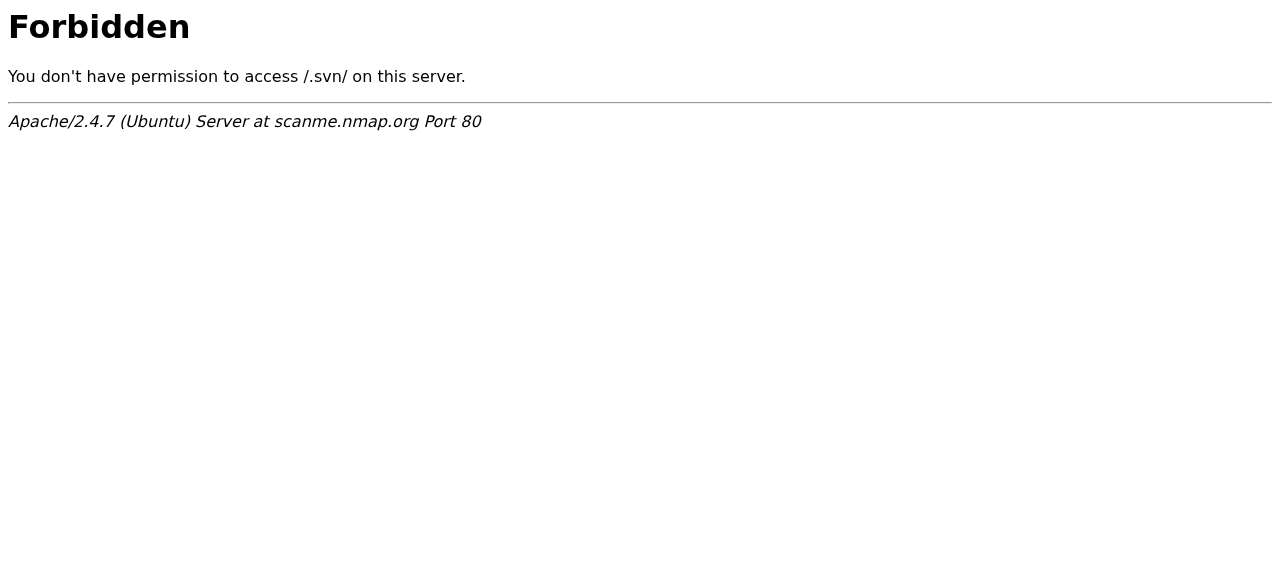 Forbidden
You don't have permission to access /.svn/ on this server.
Apache/2.4.7 (Ubuntu) Server at scanme.nmap.org Port 80